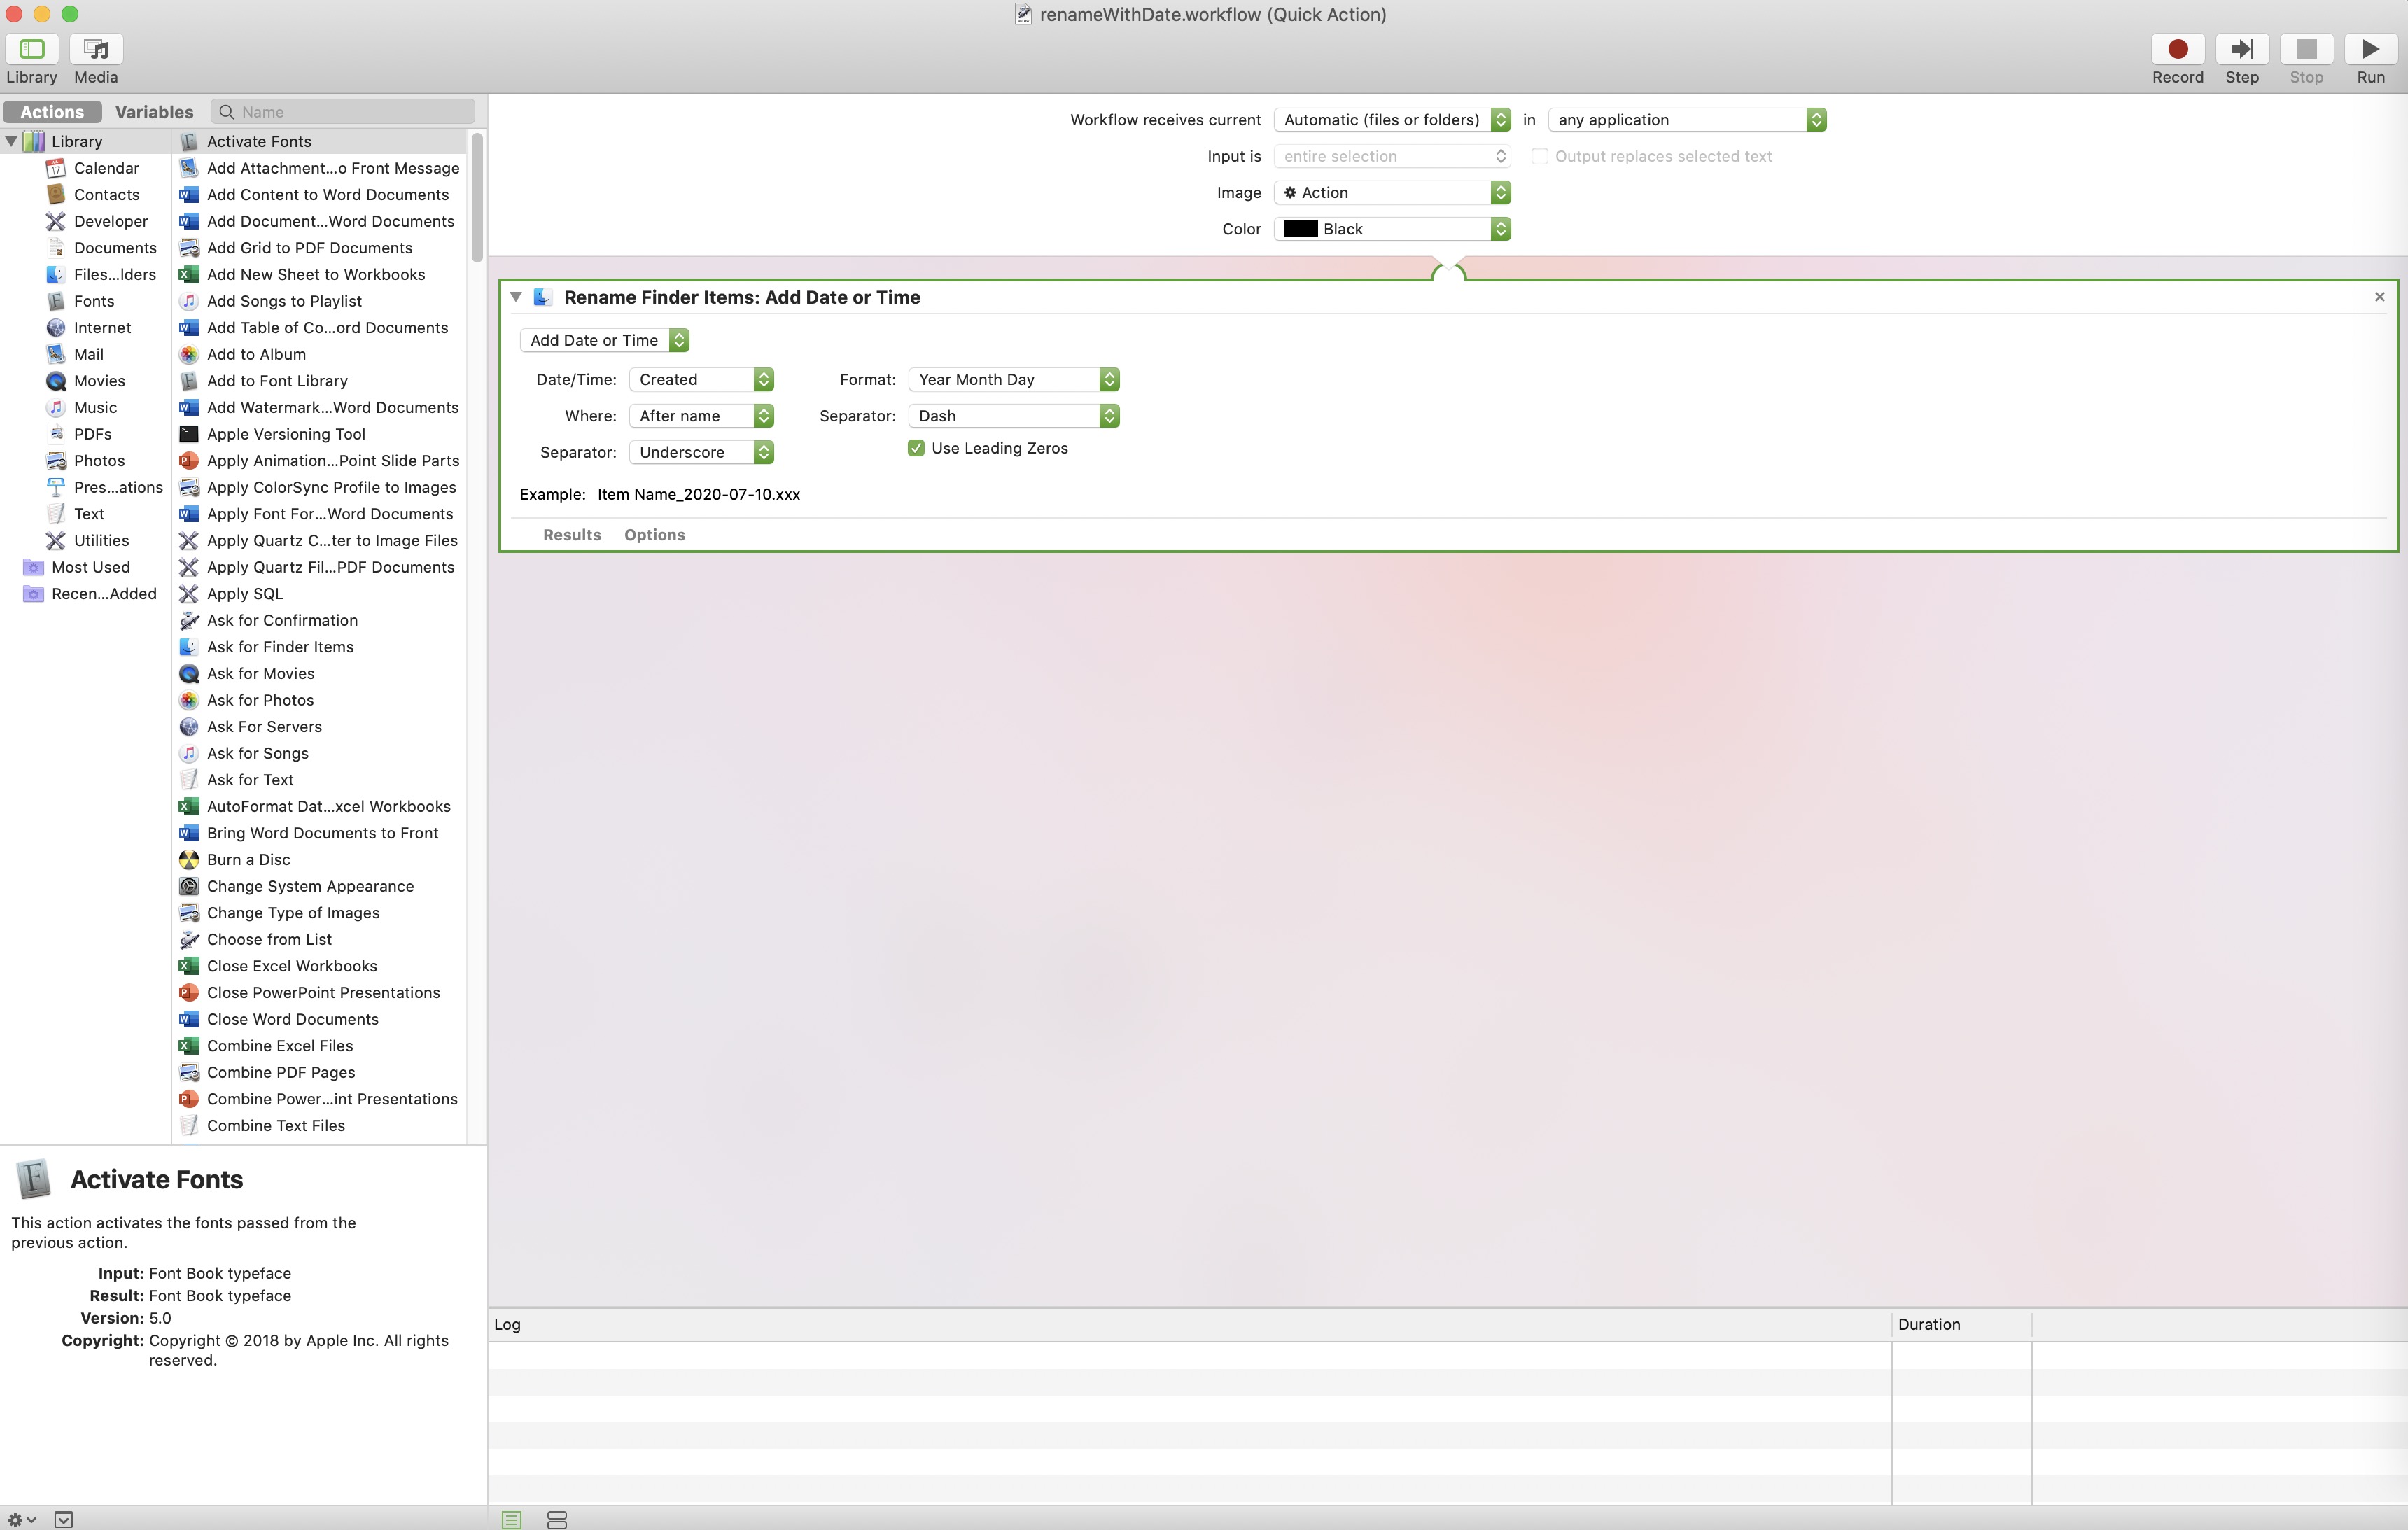 renameWithDate.workflow (Quick Action)
Library
Media
Record
Step
Stop
Run
Actions
Variables
Name
Library
Calendar
Contacts
Developer
Documents
Files...lders
Fonts
Internet
Mail
Movies
Music
PDFs
Photos
Pres...ations
Text
Utilities
Most Used
Recen...Added
Activate Fonts
Add Attachment...o Front Message
Add Content to Word Documents
Add Document...Word Documents
Add Grid to PDF Documents
Add New Sheet to Workbooks
Add Songs to Playlist
Add Table of Co...ord Documents
Add to Album
Add to Font Library
Add Watermark...Word Documents
Apple Versioning Tool
Apply Animation...Point Slide Parts
Apply ColorSync Profile to Images
Apply Font For...Word Documents
Apply Quartz C...ter to Image Files
Apply Quartz Fil...PDF Documents
Apply SQL
Ask for Confirmation
Ask for Finder Items
Ask for Movies
Ask for Photos
Ask For Servers
Ask for Songs
Ask for Text
AutoFormat Dat...xcel Workbooks
Bring Word Documents to Front
Burn a Disc
Change System Appearance
Change Type of Images
Choose from List
Close Excel Workbooks
Close PowerPoint Presentations
Close Word Documents
Combine Excel Files
Combine PDF Pages
Combine Power...int Presentations
Combine Text Files
Activate Fonts
This action activates the fonts passed from the
previous action.
Input: Font Book typeface
Result: Font Book typeface
Version: 5.0
Copyright: Copyright © 2018 by Apple Inc. All rights
reserved.
Workflow receives current Automatic (files or folders) in any application
Input is entire selection Output replaces selected text
Image Action
Color Black
Rename Finder Items: Add Date or Time
Add Date or Time
Date/Time: Created Format: Year Month Day
Where: After name Separator: Dash
Separator: Underscore Use Leading Zeros
Example: Item Name_2020-07-10.xxx
Results Options
Log Duration